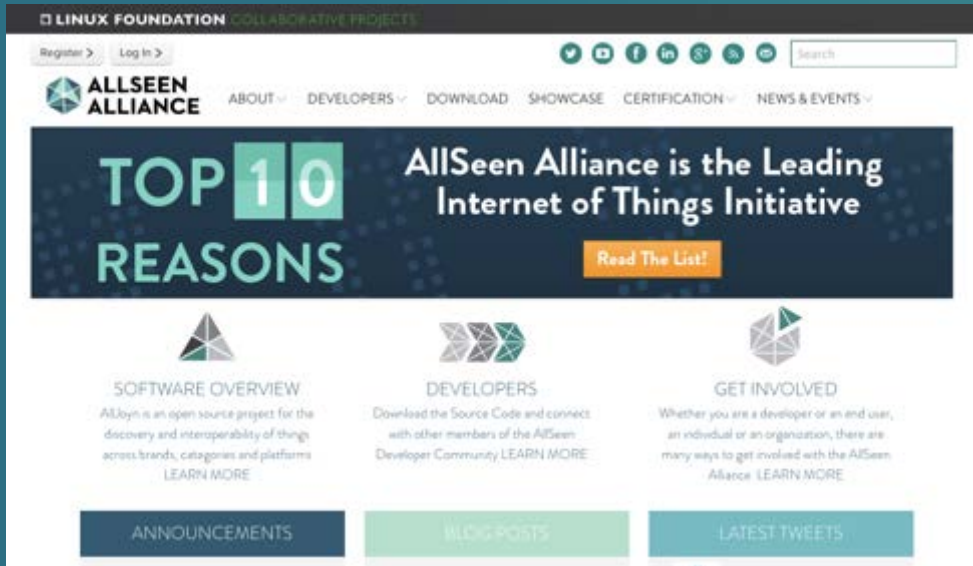 LINUX FOUNDATION COLLABORATIVE PROJECTS
Register > Log In >
Search
ALLSEEN
ALLIANCE
ABOUT DEVELOPERS DOWNLOAD SHOWCASE CERTIFICATION NEWS & EVENTS
TOP 10
REASONS
AllSeen Alliance is the Leading
Internet of Things Initiative
Read The List!
SOFTWARE OVERVIEW
AllJoyn is an open source project for the
discovery and interoperability of things
across brands, categories and platforms
LEARN MORE
DEVELOPERS
Download the Source Code and connect
with other members of the AllSeen
Developer Community LEARN MORE
GET INVOLVED
Whether you are a developer or an end user,
an individual or an organization, there are
many ways to get involved with the AllSeen
Alliance. LEARN MORE
ANNOUNCEMENTS
BLOG POSTS
LATEST TWEETS